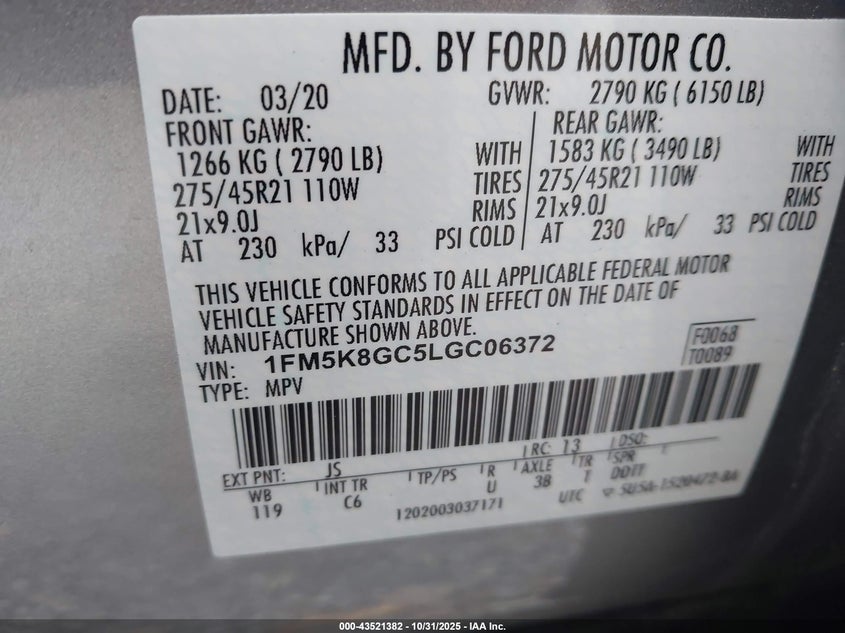 MFD. BY FORD MOTOR CO.
DATE: 03/20 GVWR: 2790 KG ( 6150 LB)
FRONT GAWR: REAR GAWR:
1266 KG ( 2790 LB) WITH 1583 KG ( 3490 LB) WITH
275/45R21 110W TIRES 275/45R21 110W TIRES
21x9.0J RIMS 21x9.0J RIMS
AT 230 kPa/ 33 PSI COLD AT 230 kPa/ 33 PSI COLD
THIS VEHICLE CONFORMS TO ALL APPLICABLE FEDERAL MOTOR
VEHICLE SAFETY STANDARDS IN EFFECT ON THE DATE OF
MANUFACTURE SHOWN ABOVE.
VIN: 1FM5K8GC5LGC06372 F0068
TYPE: MPV T0089
EXT PNT: JS RC: 13 DSO:
WB INT TR TP/PS R AXLE TR SPR
119 C6 U 38 T DDFF
1202003037171 UTC 5U5A-1520472-BA
000-43521382 - 10/31/2025 - IAA Inc.